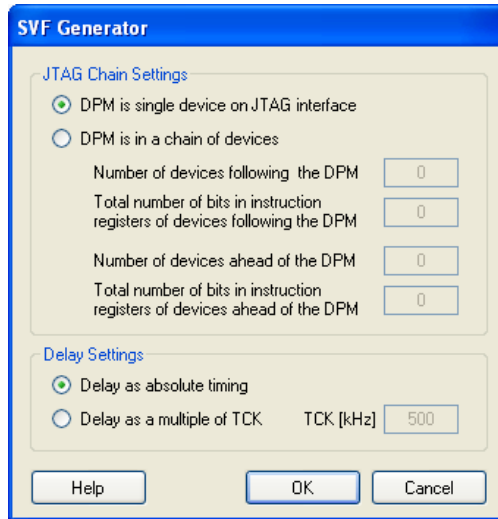 SVF Generator
JTAG Chain Settings
DPM is single device on JTAG interface
DPM is in a chain of devices
Number of devices following the DPM 0
Total number of bits in instruction
registers of devices following the DPM 0
Number of devices ahead of the DPM 0
Total number of bits in instruction
registers of devices ahead of the DPM 0
Delay Settings
Delay as absolute timing
Delay as a multiple of TCK TCK [kHz] 500
Help OK Cancel